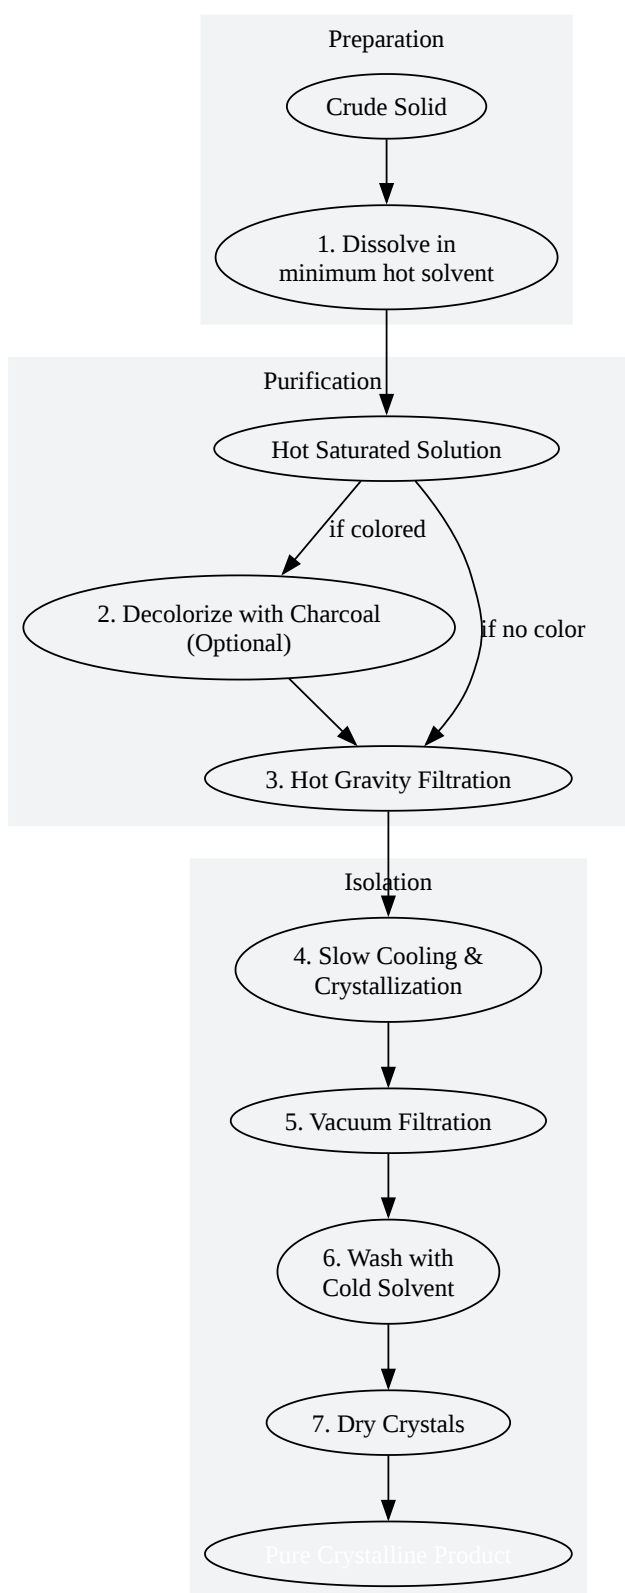 Preparation
Crude Solid
1. Dissolve in
minimum hot solvent
Purification
Hot Saturated Solution
if colored
2. Decolorize with Charcoal
(Optional)
if no color
3. Hot Gravity Filtration
Isolation
4. Slow Cooling &
Crystallization
5. Vacuum Filtration
6. Wash with
Cold Solvent
7. Dry Crystals
Pure Crystalline Product